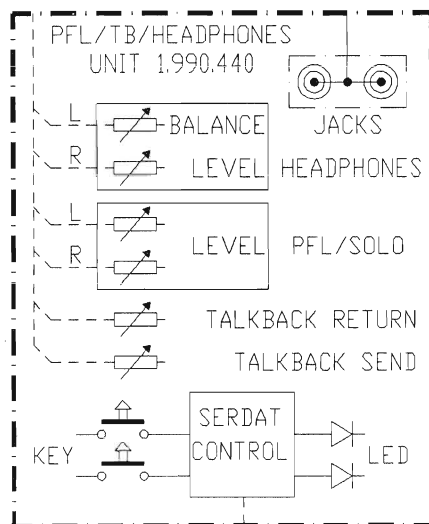 PFL/TB/HEADPHONES
UNIT 1.990.440
JACKS
L BALANCE
R LEVEL HEADPHONES
L
R LEVEL PFL/SOLO
TALKBACK RETURN
TALKBACK SEND
KEY SERDAT CONTROL LED